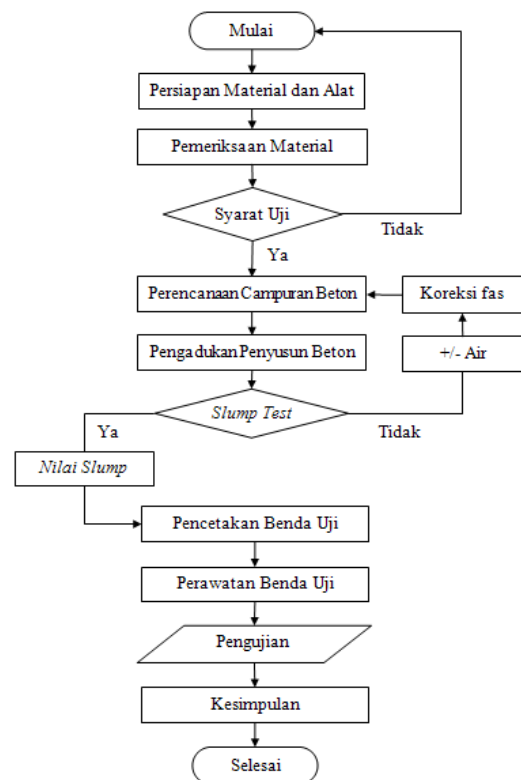 Mulai
Persiapan Material dan Alat
Pemeriksaan Material
Syarat Uji
Tidak
Ya
Perencanaan Campuran Beton
Koreksi fas
Pengadukan Penyusun Beton
+/- Air
Slump Test
Ya
Tidak
Nilai Slump
Pencetakan Benda Uji
Perawatan Benda Uji
Pengujian
Kesimpulan
Selesai